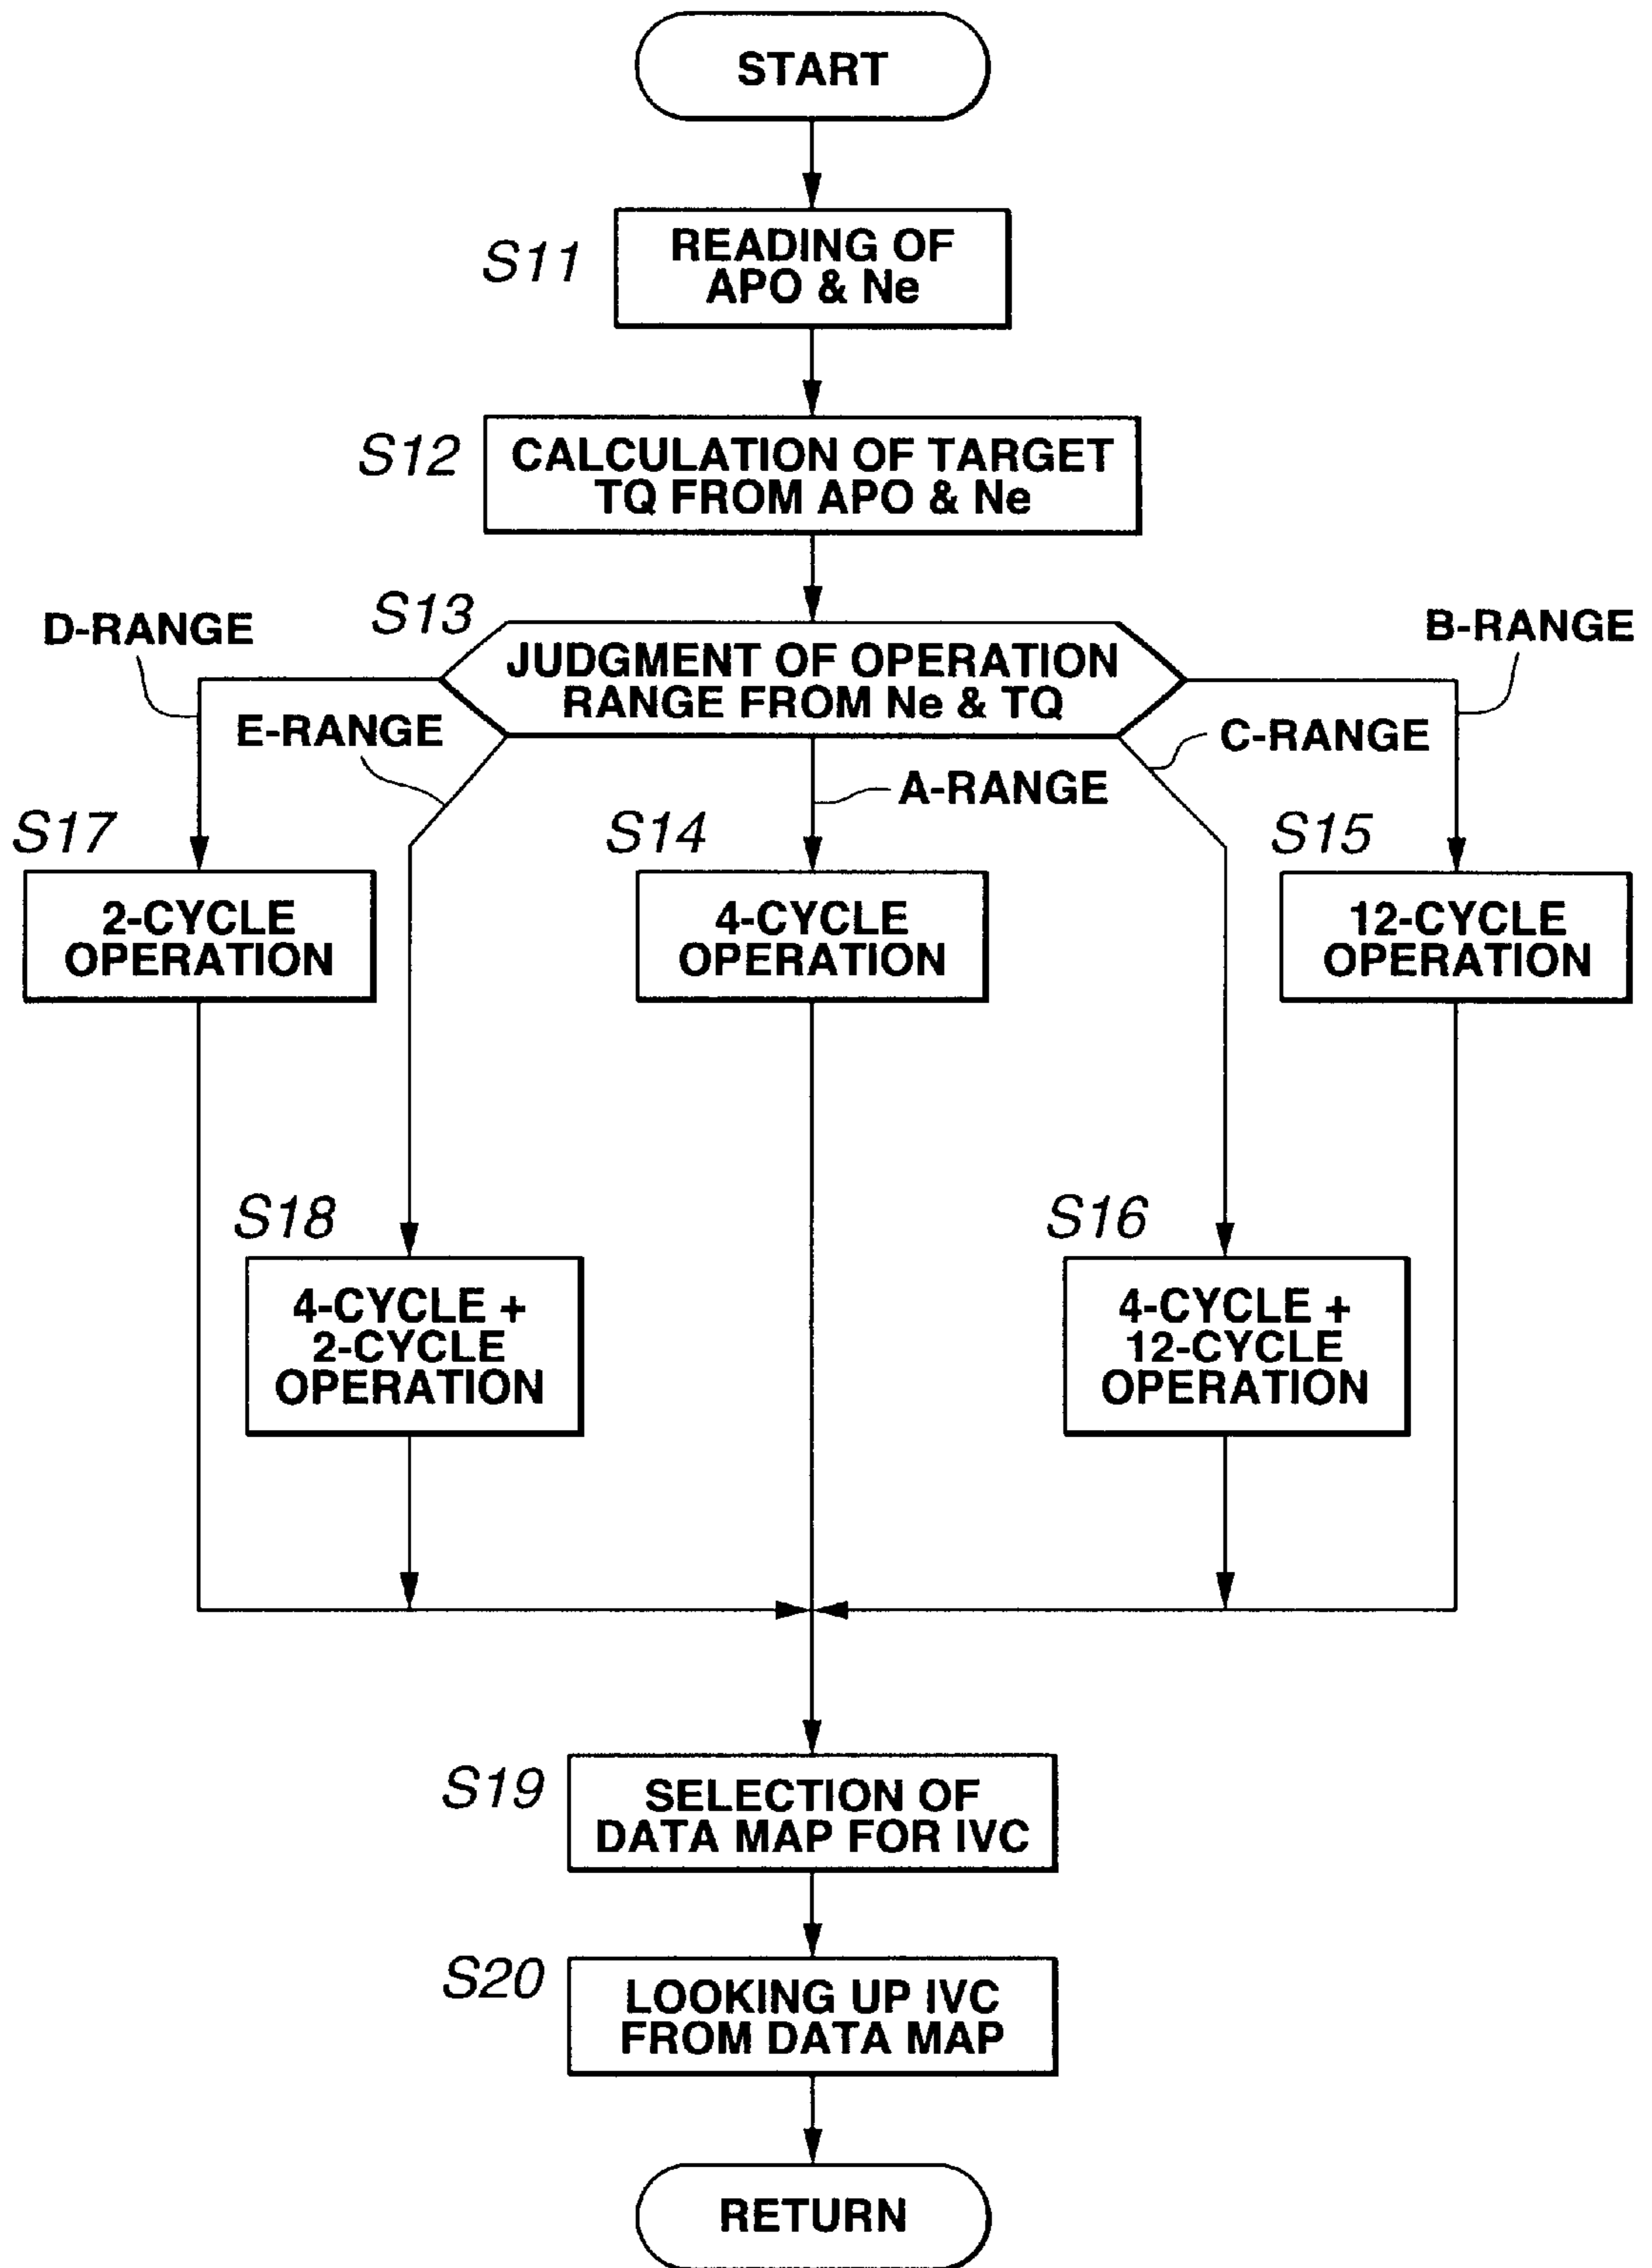 START
S11
READING OF
APO & Ne
S12
CALCULATION OF TARGET
TQ FROM APO & Ne
S13
JUDGMENT OF OPERATION
RANGE FROM Ne & TQ
D-RANGE
B-RANGE
E-RANGE
C-RANGE
A-RANGE
S17
2-CYCLE
OPERATION
S14
4-CYCLE
OPERATION
S15
12-CYCLE
OPERATION
S18
4-CYCLE +
2-CYCLE
OPERATION
S16
4-CYCLE +
12-CYCLE
OPERATION
S19
SELECTION OF
DATA MAP FOR IVC
S20
LOOKING UP IVC
FROM DATA MAP
RETURN